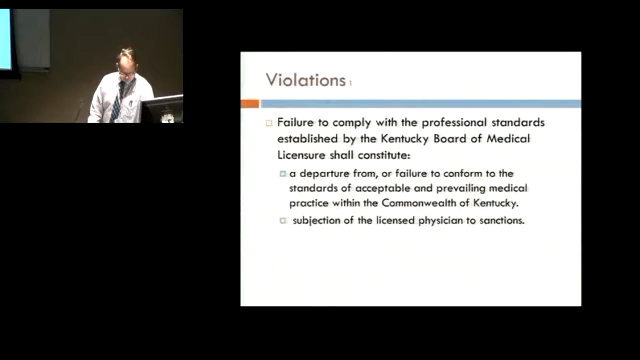 Violations 1
Failure to comply with the professional standards
established by the Kentucky Board of Medical
Licensure shall constitute:
a departure from, or failure to conform to the
standards of acceptable and prevailing medical
practice within the Commonwealth of Kentucky.
subjection of the licensed physician to sanctions.